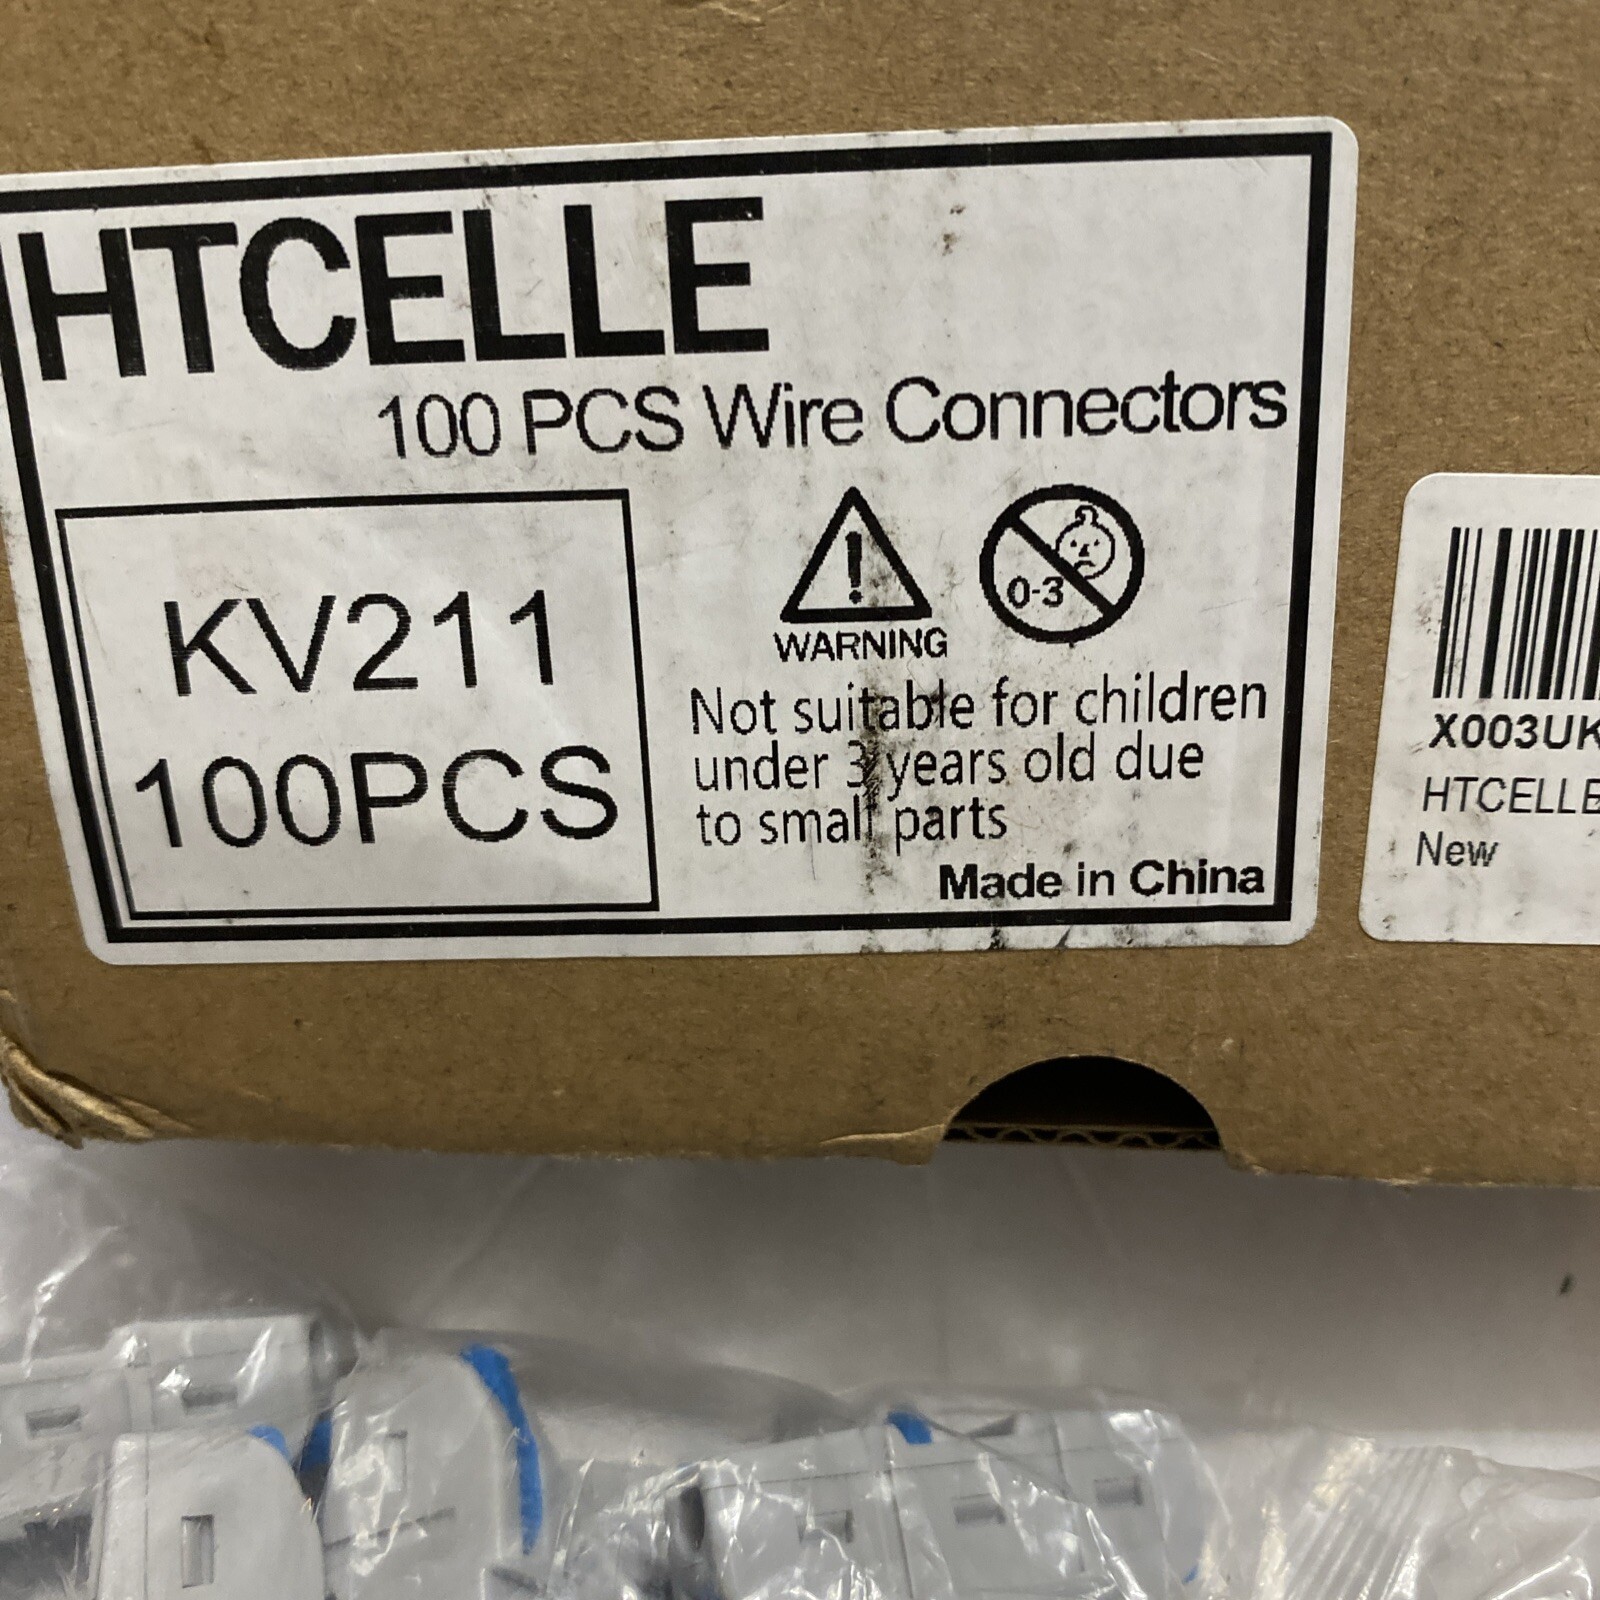 HTCELLE
100 PCS Wire Connectors
KV211
100PCS
WARNING
0-3
Not suitable for children
under 3 years old due
to small parts
Made in China
X003UK
HTCELLE
New